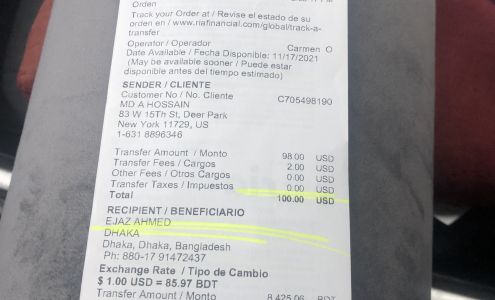 Orden
Track your Order at / Revise el estado de su
orden en / www.riafinancial.com/global/track-a-
transfer
Operator / Operador Carmen O
Date Available / Fecha Disponible: 11/17/2021
(May be available sooner / Puede estar
disponible antes del tiempo estimado)
SENDER / CLIENTE
Customer No / No. Cliente C705498190
MD A HOSSAIN
83 W 15Th St, Deer Park
New York 11729, US
1-631 8896346
Transfer Amount / Monto 98.00 USD
Transfer Fees / Cargos 2.00 USD
Other Fees / Otros Cargos 0.00 USD
Transfer Taxes / Impuestos 0.00 USD
Total 100.00 USD
RECIPIENT / BENEFICIARIO
EJAZ AHMED
DHAKA
Dhaka, Dhaka, Bangladesh
Ph: 880-17 91472437
Exchange Rate / Tipo de Cambio
$ 1.00 USD = 85.97 BDT
Transfer Amount / Monto 8,425.06 BDT